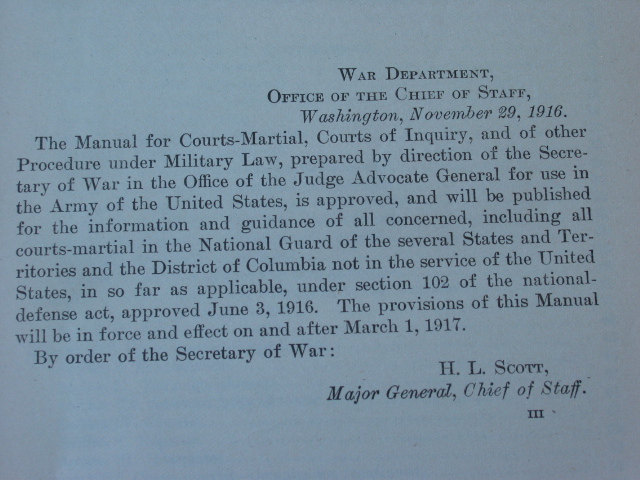 War Department,
Office of the Chief of Staff,
Washington, November 29, 1916.
The Manual for Courts-Martial, Courts of Inquiry, and of other
Procedure under Military Law, prepared by direction of the Secre-
tary of War in the Office of the Judge Advocate General for use in
the Army of the United States, is approved, and will be published
for the information and guidance of all concerned, including all
courts-martial in the National Guard of the several States and Ter-
ritories and the District of Columbia not in the service of the United
States, in so far as applicable, under section 102 of the national-
defense act, approved June 3, 1916. The provisions of this Manual
will be in force and effect on and after March 1, 1917.
By order of the Secretary of War:
H. L. Scott,
Major General, Chief of Staff.
III